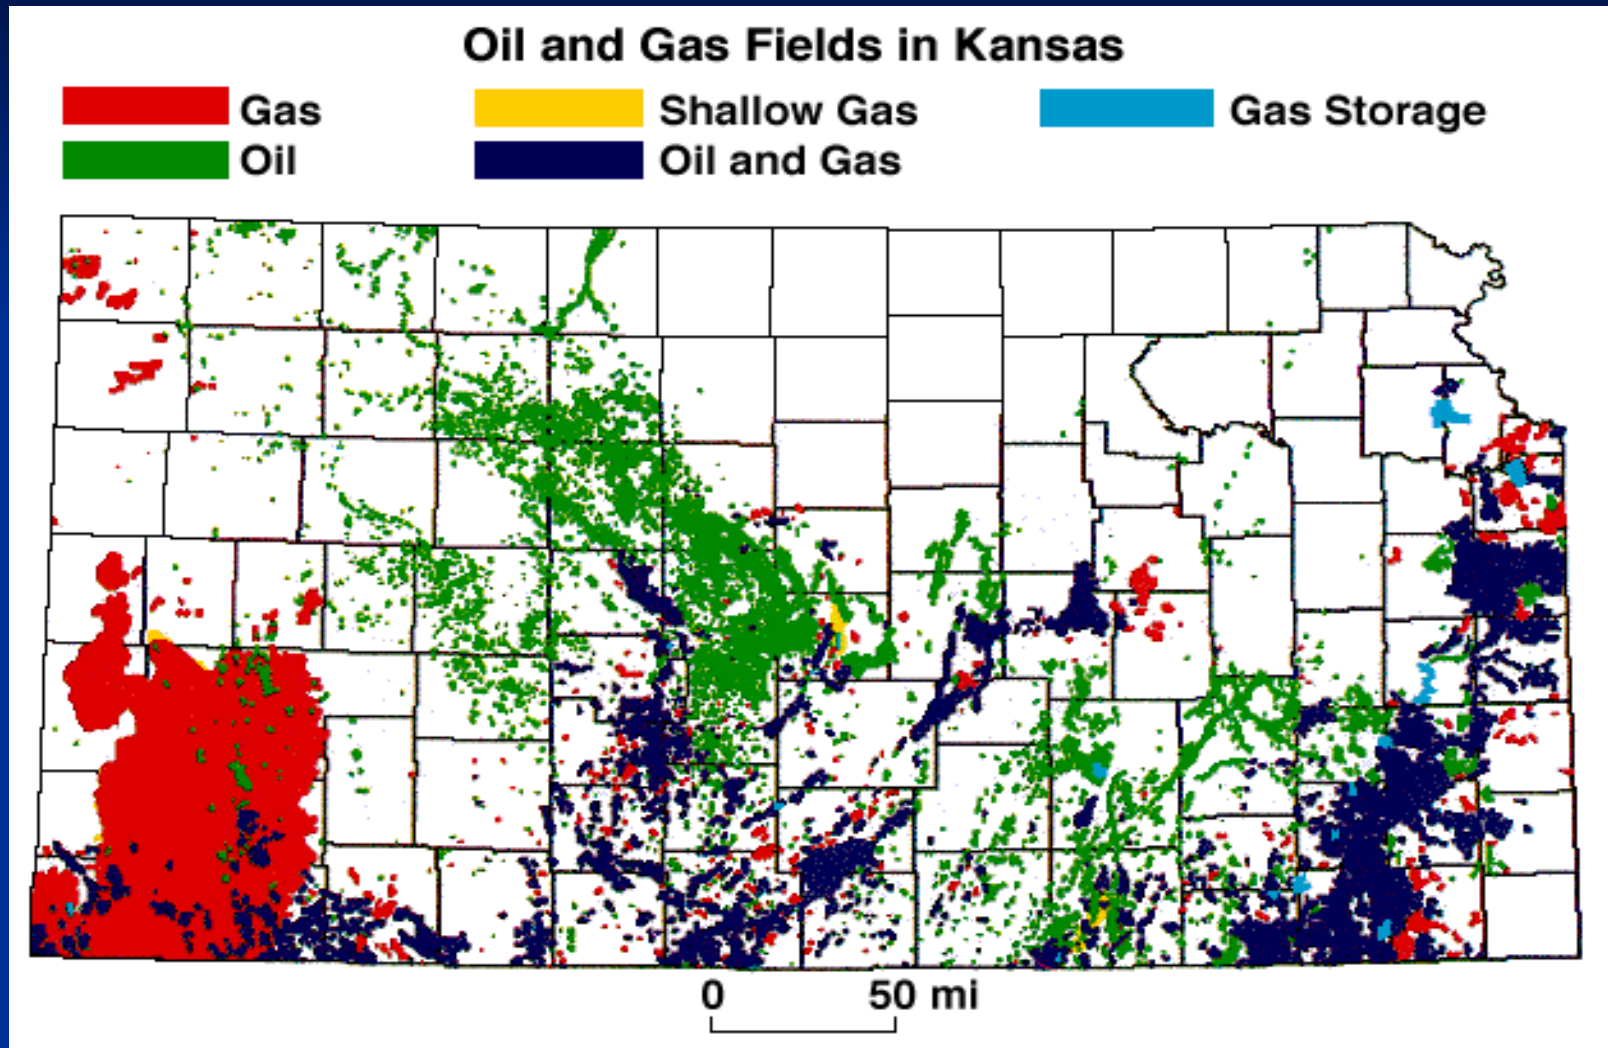 Oil and Gas Fields in Kansas
Gas
Shallow Gas
Gas Storage
Oil
Oil and Gas
0 50 mi